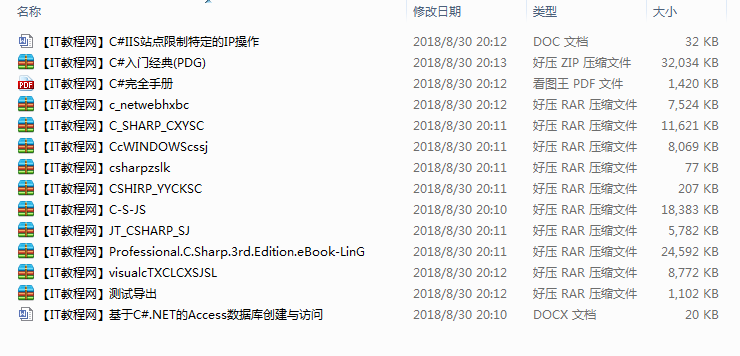 名称 修改日期 类型 大小
【IT教程网】C#IIS站点限制特定的IP操作 2018/8/30 20:12 DOC 文档 32 KB
【IT教程网】C#入门经典(PDG) 2018/8/30 20:13 好压 ZIP 压缩文件 32,034 KB
【IT教程网】C#完全手册 2018/8/30 20:12 看图王 PDF 文件 1,420 KB
【IT教程网】c_netwebhxbc 2018/8/30 20:12 好压 RAR 压缩文件 7,524 KB
【IT教程网】C_SHARP_CXYSC 2018/8/30 20:11 好压 RAR 压缩文件 11,621 KB
【IT教程网】CcWINDOWScssj 2018/8/30 20:11 好压 RAR 压缩文件 8,069 KB
【IT教程网】csharpzslk 2018/8/30 20:11 好压 RAR 压缩文件 77 KB
【IT教程网】CSHIRP_YYCKSC 2018/8/30 20:11 好压 RAR 压缩文件 207 KB
【IT教程网】C-S-JS 2018/8/30 20:10 好压 RAR 压缩文件 18,383 KB
【IT教程网】JT_CSHARP_SJ 2018/8/30 20:11 好压 RAR 压缩文件 5,782 KB
【IT教程网】Professional.C.Sharp.3rd.Edition.eBook-LinG 2018/8/30 20:11 好压 RAR 压缩文件 24,592 KB
【IT教程网】visualcTXCLCXSJSL 2018/8/30 20:12 好压 RAR 压缩文件 8,772 KB
【IT教程网】测试导出 2018/8/30 20:12 好压 RAR 压缩文件 1,102 KB
【IT教程网】基于C#.NET的Access数据库创建与访问 2018/8/30 20:10 DOCX 文档 20 KB